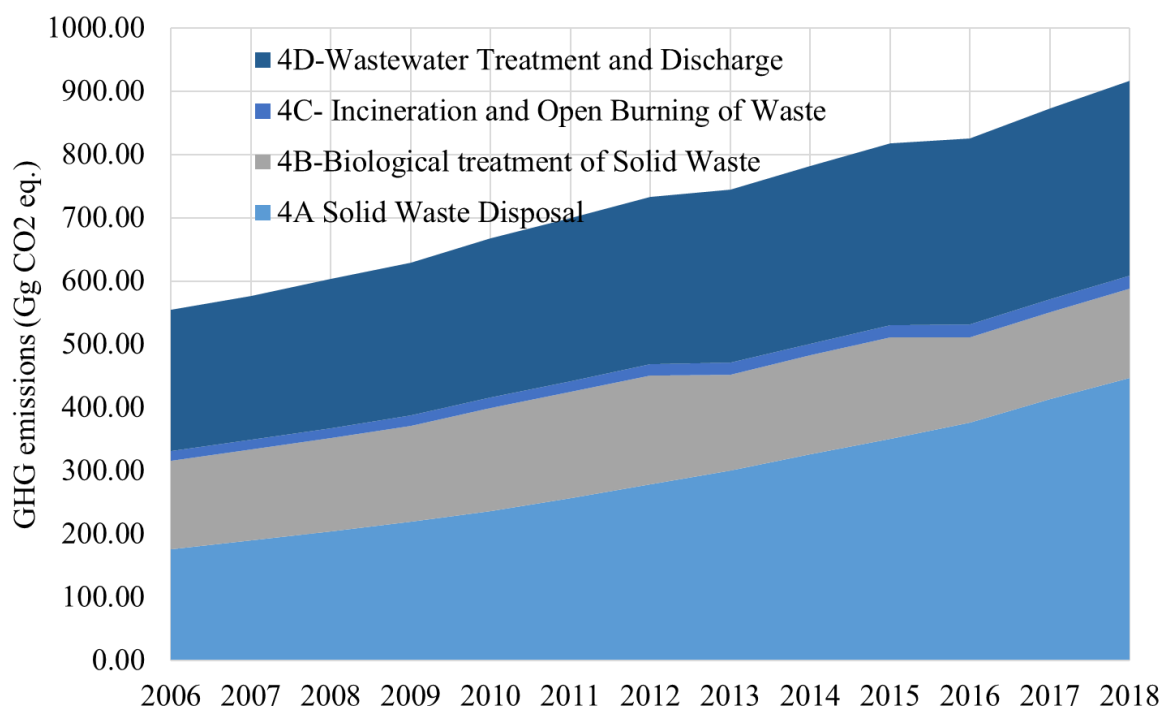 GHG emissions (Gg CO2 eq.)
1000.00
900.00
800.00
700.00
600.00
500.00
400.00
300.00
200.00
100.00
0.00
4D-Wastewater Treatment and Discharge
4C- Incineration and Open Burning of Waste
4B-Biological treatment of Solid Waste
4A Solid Waste Disposal
2006 2007 2008 2009 2010 2011 2012 2013 2014 2015 2016 2017 2018